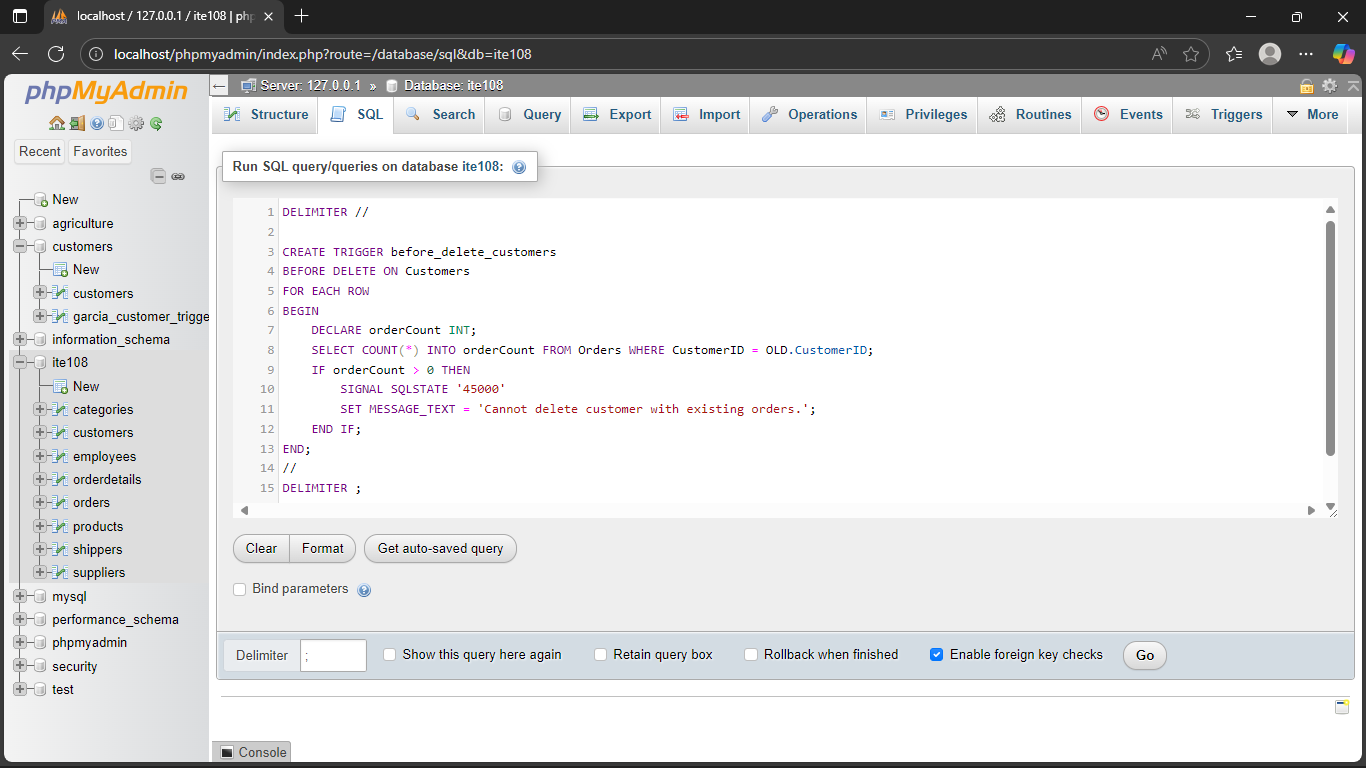 localhost / 127.0.0.1 / ite108 | php
localhost/phpmyadmin/index.php?route=/database/sql&db=ite108
phpMyAdmin
Recent
Favorites
New
agriculture
customers
New
customers
garcia_customer_trigge
information_schema
ite108
New
categories
customers
employees
orderdetails
orders
products
shippers
suppliers
mysql
performance_schema
phpmyadmin
security
test
Server: 127.0.0.1 » Database: ite108
Structure SQL Search Query Export Import Operations Privileges Routines Events Triggers More
Run SQL query/queries on database ite108:
1 DELIMITER //
2
3 CREATE TRIGGER before_delete_customers
4 BEFORE DELETE ON Customers
5 FOR EACH ROW
6 BEGIN
7 DECLARE orderCount INT;
8 SELECT COUNT(*) INTO orderCount FROM Orders WHERE CustomerID = OLD.CustomerID;
9 IF orderCount > 0 THEN
10 SIGNAL SQLSTATE '45000'
11 SET MESSAGE_TEXT = 'Cannot delete customer with existing orders.';
12 END IF;
13 END;
14 //
15 DELIMITER ;
Clear Format Get auto-saved query
Bind parameters
Delimiter ; Show this query here again Retain query box Rollback when finished Enable foreign key checks Go
Console